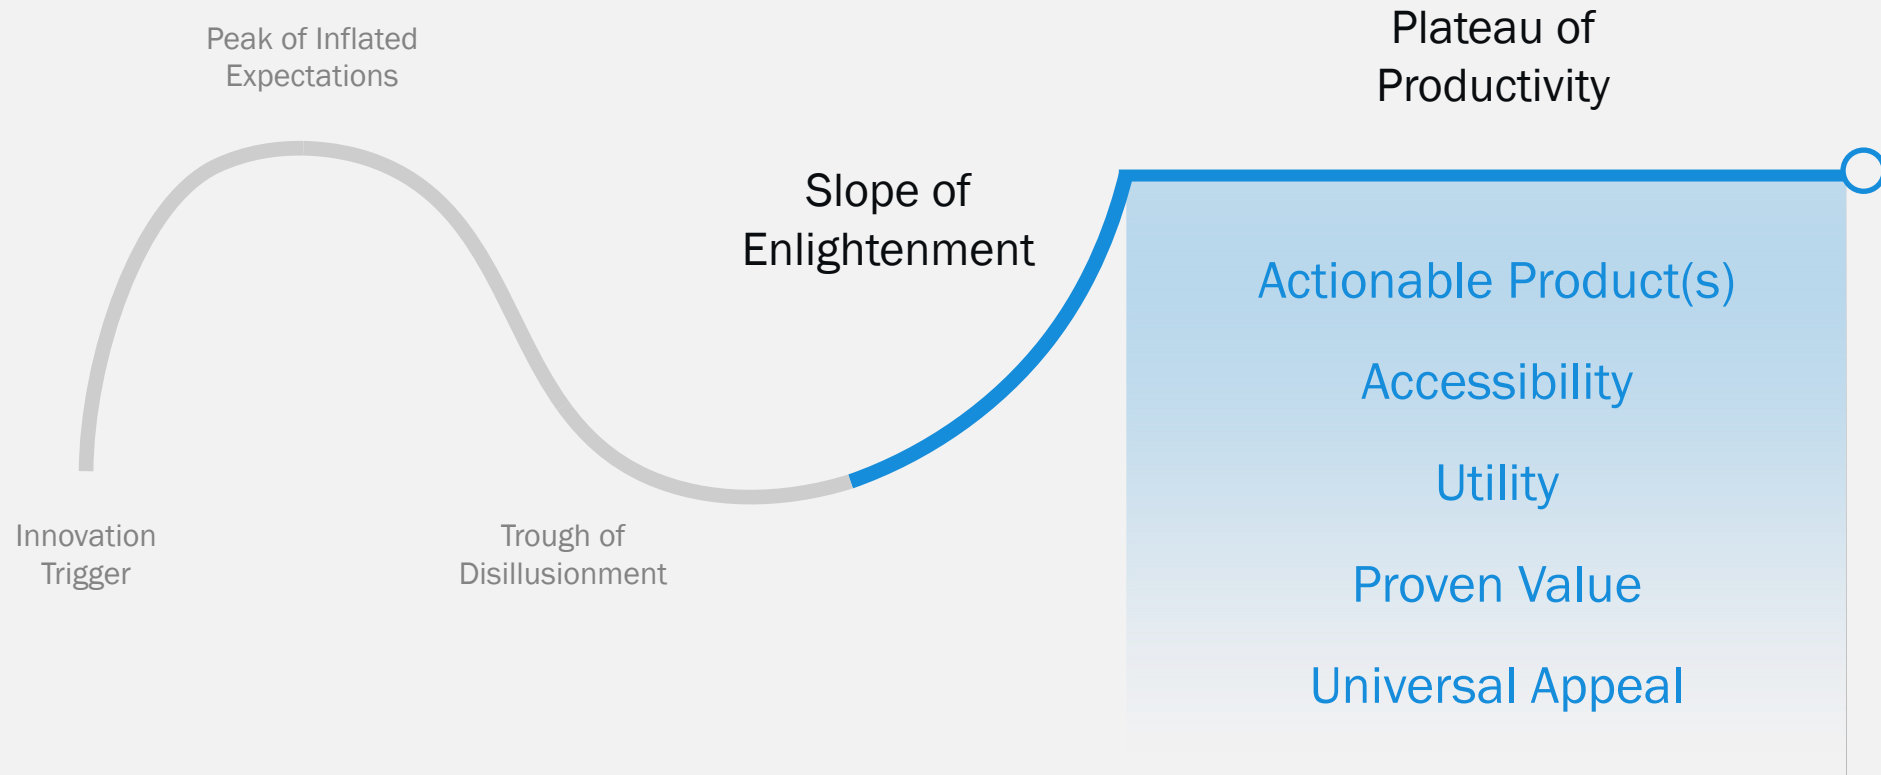 Peak of Inflated
Expectations
Plateau of
Productivity
Slope of
Enlightenment
Innovation
Trigger
Trough of
Disillusionment
Actionable Product(s)
Accessibility
Utility
Proven Value
Universal Appeal